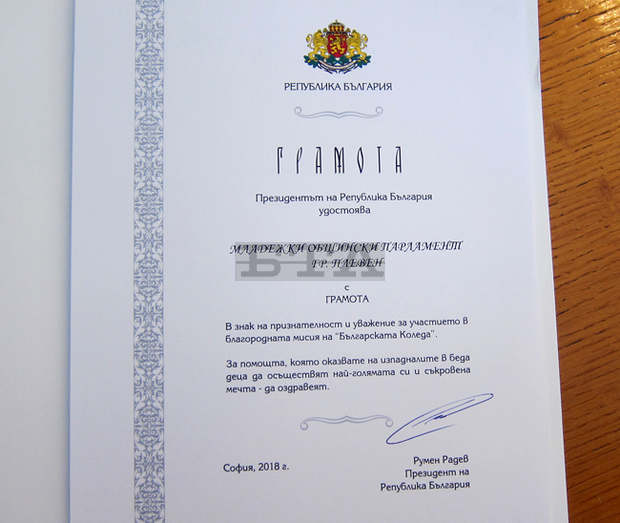 РЕПУБЛИКА БЪЛГАРИЯ
ГРАМОТА
Президентът на Република България
удостоява
МЛАДЕЖКИ ОБЩИНСКИ ПАРЛАМЕНТ
ГР. ПЛЕВЕН
БТА
с
ГРАМОТА
В знак на признателност и уважение за участието в
благородната мисия на "Българската Коледа".
За помощта, която оказвате на изпадналите в беда
деца да осъществят най-голямата си и съкровена
мечта - да оздравеят.
София, 2018 г.
Румен Радев
Президент на
Република България